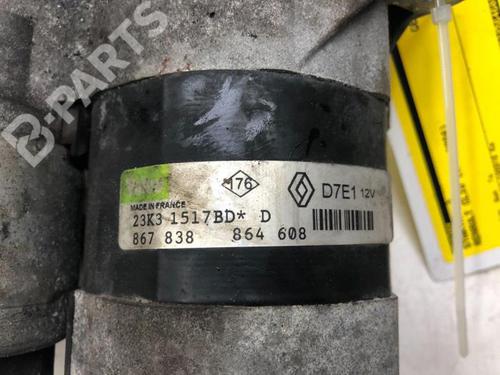 B-PARTS
176
D7E1 12V
MADE IN FRANCE
23K3 1517BD* D
867 838 864 608